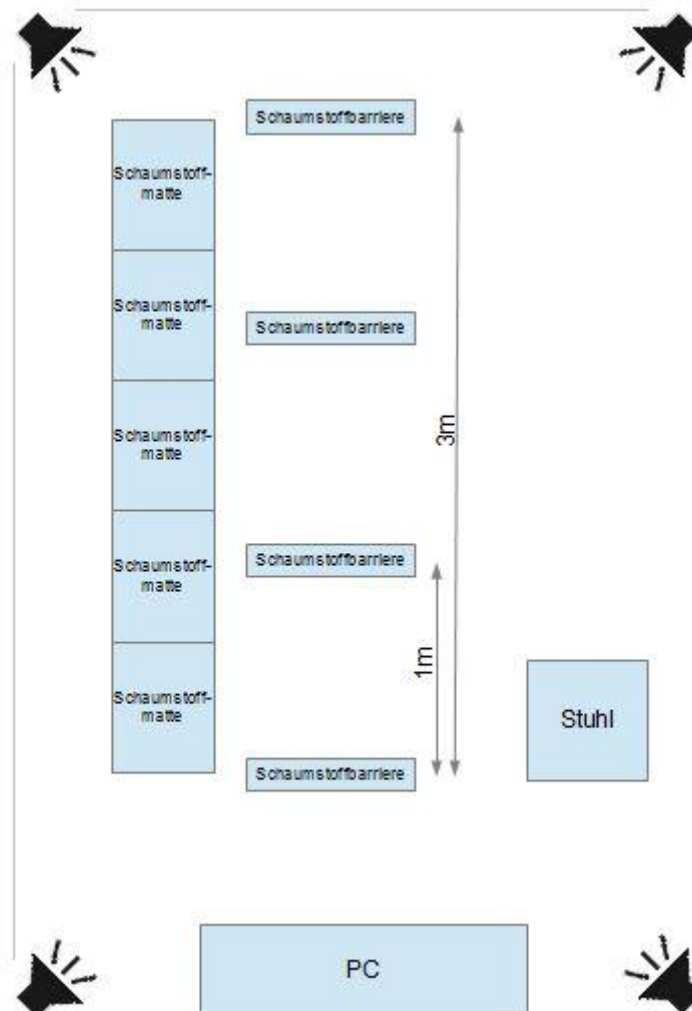 Schaumstoffbarriere
Schaumstoff-
matte
Schaumstoff-
matte
Schaumstoffbarriere
3m
Schaumstoff-
matte
Schaumstoff-
matte
Schaumstoffbarriere
1m
Schaumstoff-
matte
Stuhl
Schaumstoffbarriere
PC